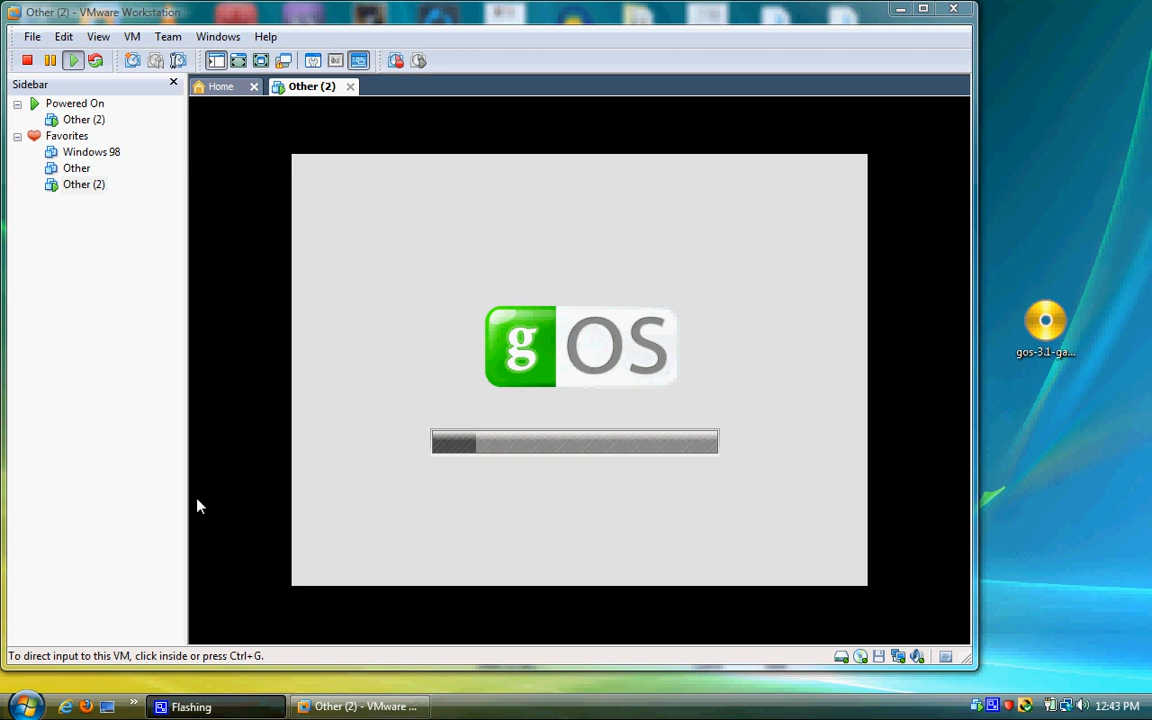 Other (2) - VMware Workstation
File Edit View VM Team Windows Help
Sidebar
Home
Other (2)
Powered On
Other (2)
Favorites
Windows 98
Other
Other (2)
g OS
gos-3.1-ga...
To direct input to this VM, click inside or press Ctrl+G.
Flashing
Other (2) - VMware ...
12:43 PM